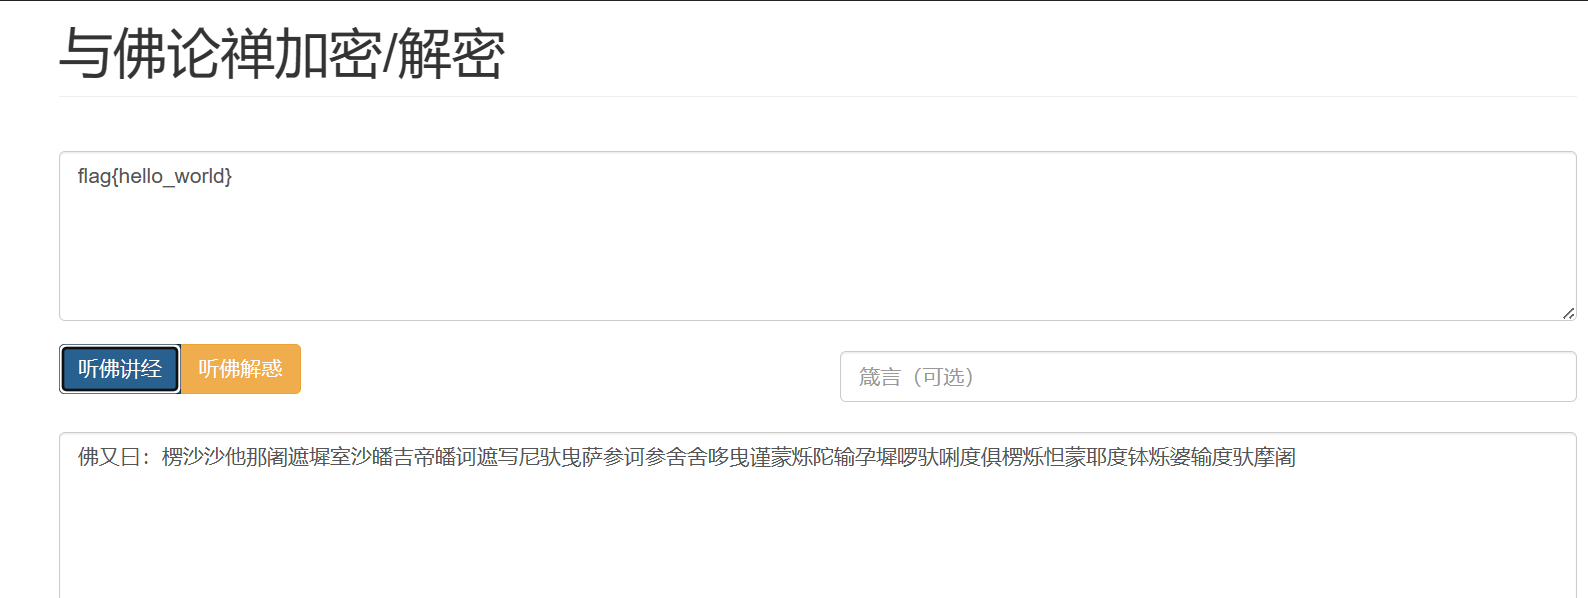 与佛论禅加密/解密
flag{hello_world}
听佛讲经
听佛解惑
箴言（可选）
佛又曰：楞沙沙他那阇遮墀室沙皤吉帝皤诃遮写尼驮曳萨参诃参舍舍哆曳谨蒙烁陀输孕墀啰驮唎度俱楞烁怛蒙耶度钵烁婆输度驮摩阇